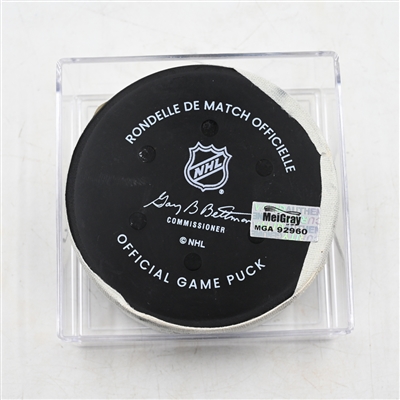 RONDELLE DE MATCH OFFICIELLE
NHL
Gary B Bettman
COMMISSIONER
© NHL
OFFICIAL GAME PUCK
MeiGray
MGA 92960